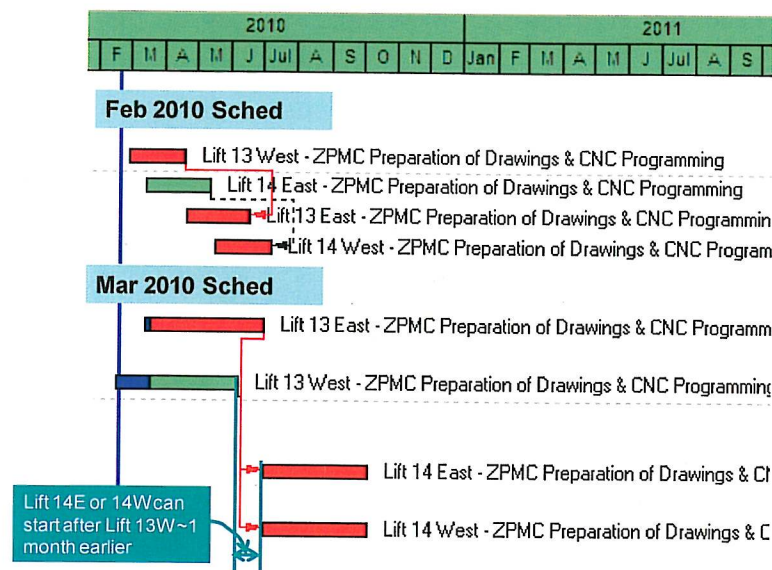 2010 2011
F M A M J Jul A S O N D Jan F M A M J Jul A S
Feb 2010 Sched
Lift 13 West - ZPMC Preparation of Drawings & CNC Programming
Lift 14 East - ZPMC Preparation of Drawings & CNC Programming
Lift 13 East - ZPMC Preparation of Drawings & CNC Programmin
Lift 14 West - ZPMC Preparation of Drawings & CNC Program
Mar 2010 Sched
Lift 13 East - ZPMC Preparation of Drawings & CNC Programm
Lift 13 West - ZPMC Preparation of Drawings & CNC Programming
Lift 14 East - ZPMC Preparation of Drawings & C
Lift 14 West - ZPMC Preparation of Drawings & C
Lift 14E or 14W can
start after Lift 13W ~1
month earlier